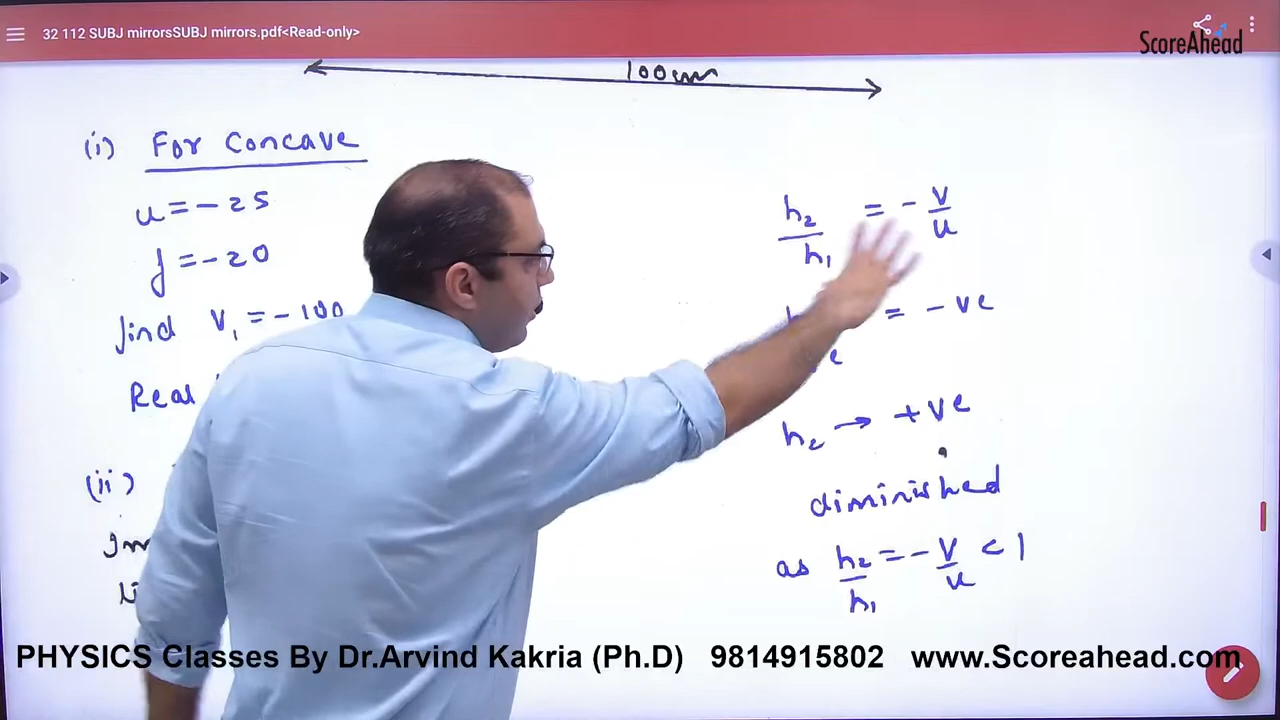 32 112 SUBJ mirrorsSUBJ mirrors.pdf<Read-only>
ScoreAhead
100cm
(i) For Concave
u = -25
f = -20
find V₁ = -100
Real
(ii)
h₂/h₁ = - V/u
= - ve
h₂ → +ve
diminished
as h₂/h₁ = - V/u < 1
PHYSICS Classes By Dr.Arvind Kakria (Ph.D) 9814915802 www.Scoreahead.com